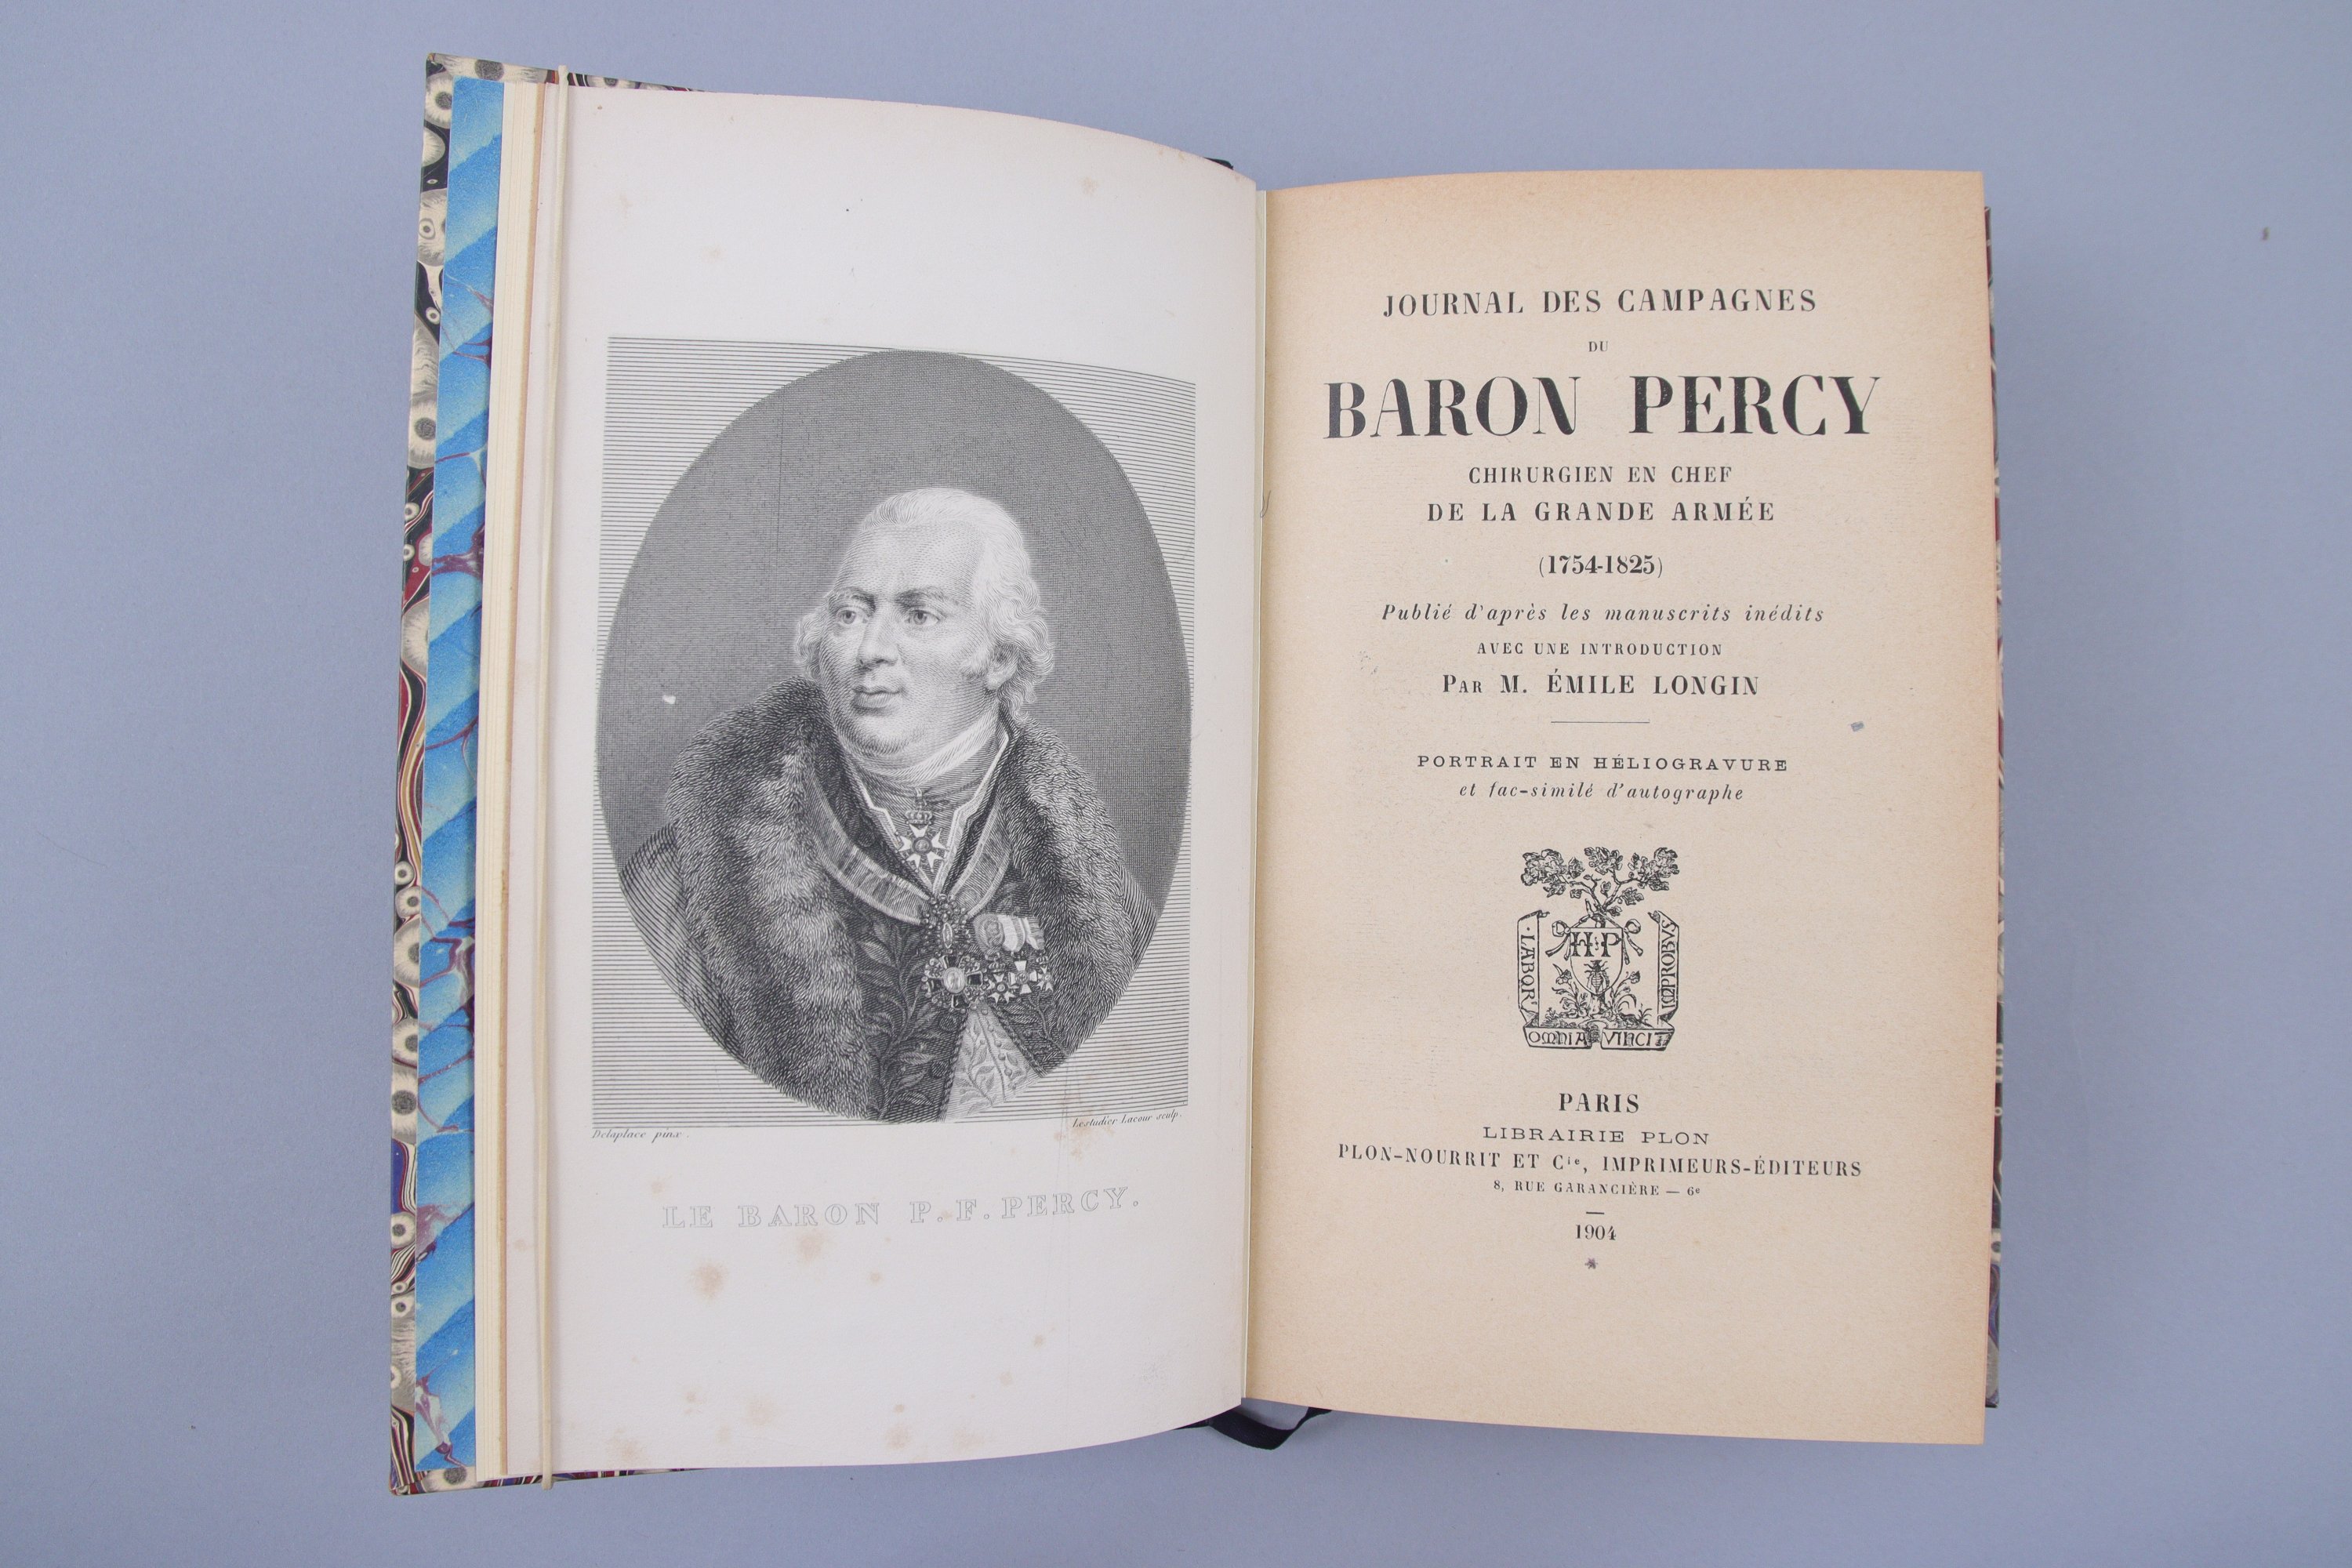 Delaplace pinx.
Lestudier Lacour sculp.
LE BARON P. F. PERCY.
JOURNAL DES CAMPAGNES
DU
BARON PERCY
CHIRURGIEN EN CHEF
DE LA GRANDE ARMÉE
(1754-1825)
Publié d'après les manuscrits inédits
AVEC UNE INTRODUCTION
PAR M. ÉMILE LONGIN
PORTRAIT EN HÉLIOGRAVURE
et fac-similé d'autographe
H P
LABOR
IMPROBVS
OMNIA VINCIT
PARIS
LIBRAIRIE PLON
PLON-NOURRIT ET Cie, IMPRIMEURS-ÉDITEURS
8, RUE GARANCIÈRE — 6e
1904
*